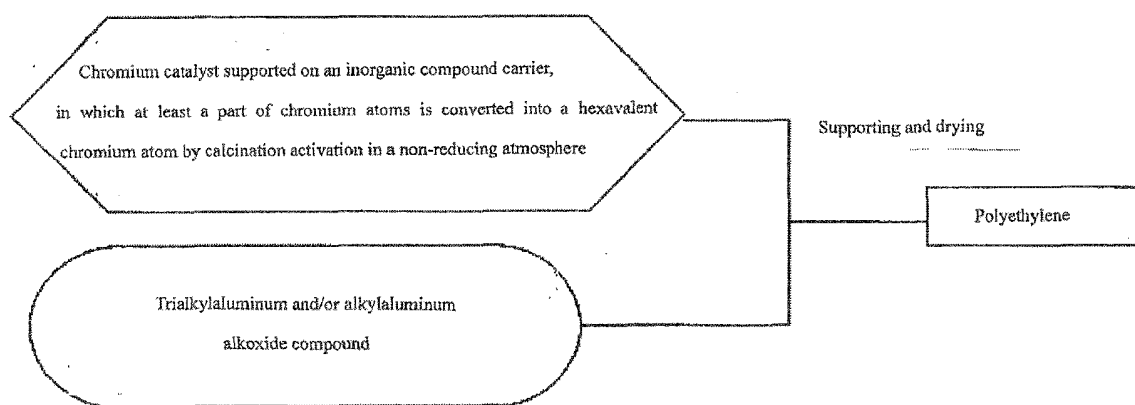 Chromium catalyst supported on an inorganic compound carrier,
in which at least a part of chromium atoms is converted into a hexavalent
chromium atom by calcination activation in a non-reducing atmosphere
Supporting and drying
Polyethylene
Trialkylaluminum and/or alkylaluminum
alkoxide compound